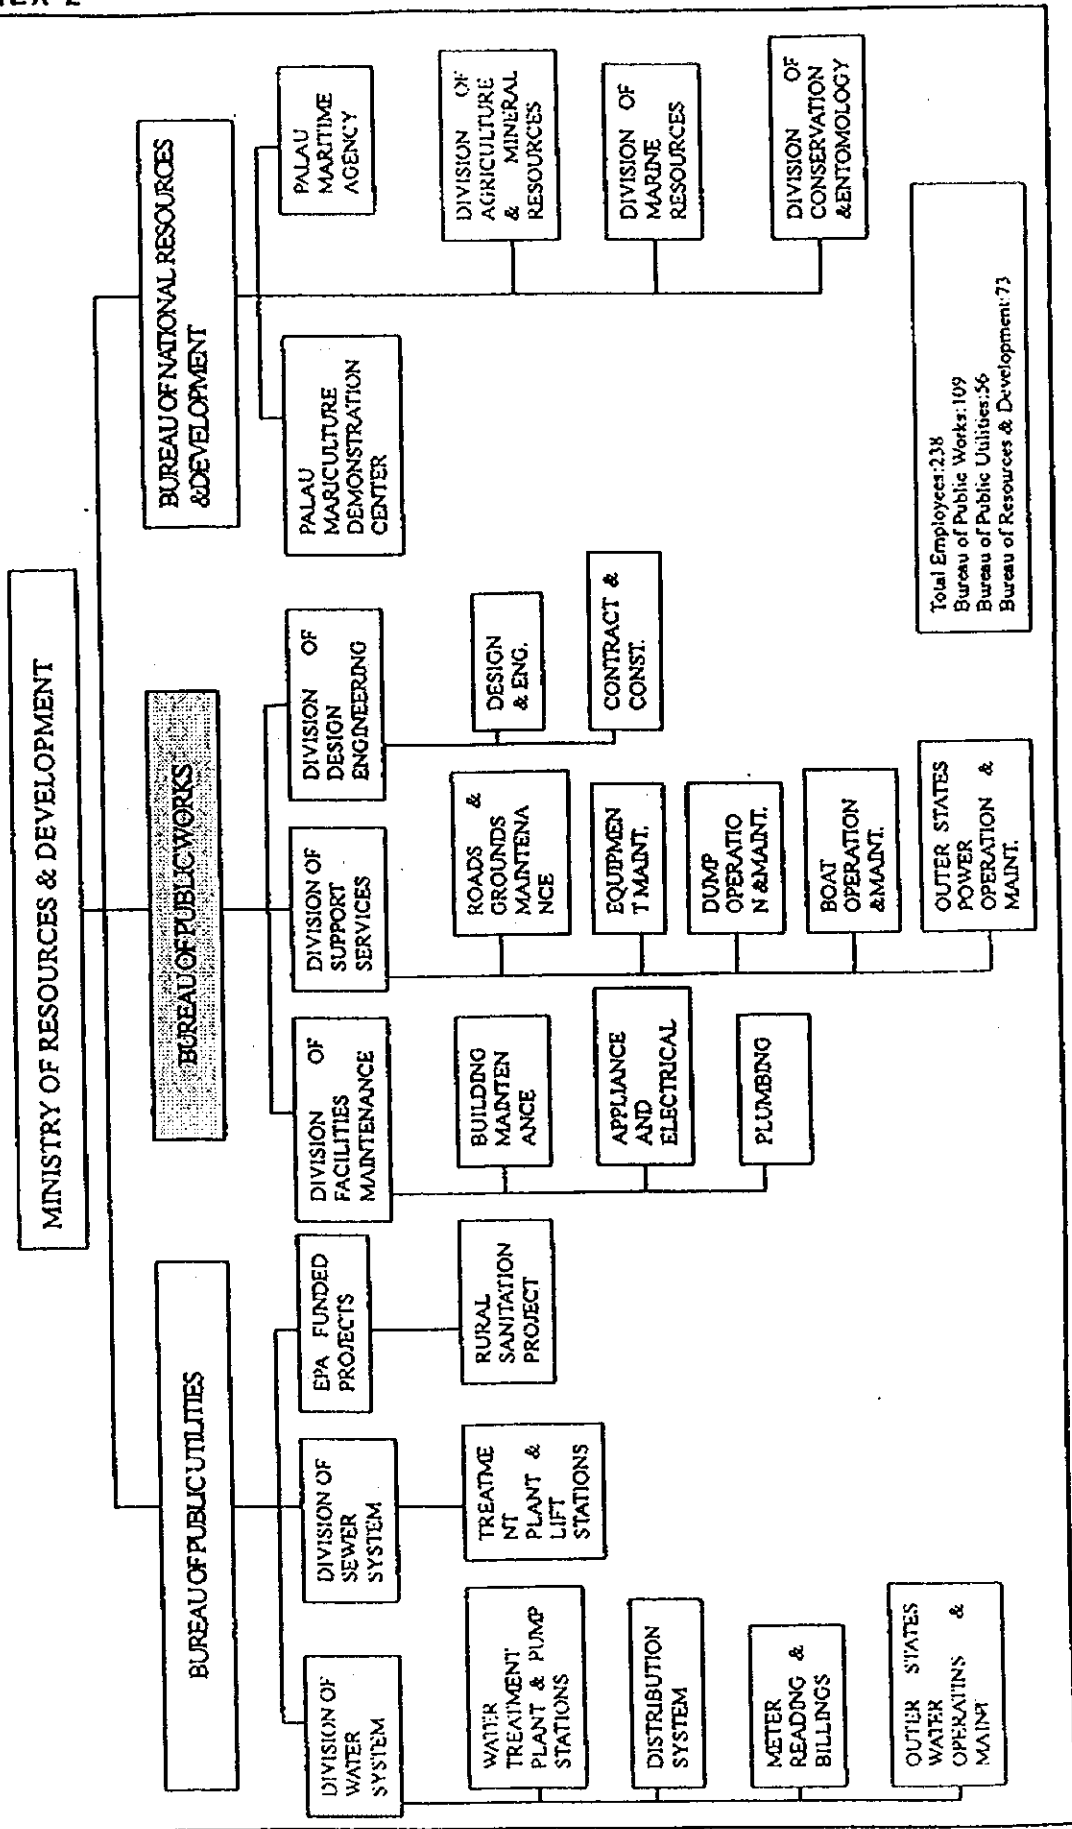 MINISTRY OF RESOURCES & DEVELOPMENT
BUREAU OF PUBLIC UTILITIES
BUREAU OF PUBLIC WORKS
BUREAU OF NATIONAL RESOURCES
&DEVELOPMENT
DIVISION OF
WATER
SYSTEM
DIVISION OF
SEWER
SYSTEM
EPA FUNDED
PROJECTS
DIVISION OF
FACILITIES
MAINTENANCE
DIVISION OF
SUPPORT
SERVICES
DIVISION OF
DESIGN
ENGINEERING
PALAU
MARICULTURE
DEMONSTRATION
CENTER
PALAU
MARITIME
AGENCY
WATER
TREATMENT
PLANT & PUMP
STATIONS
DISTRIBUTION
SYSTEM
METER
READING &
BILLINGS
OUTER STATES
WATER
OPERATINS &
MAINT
TREATME
NT
PLANT &
LIFT
STATIONS
RURAL
SANITATION
PROJECT
BUILDING
MAINTEN
ANCE
APPLIANCE
AND
ELECTRICAL
PLUMBING
ROADS &
GROUNDS
MAINTENA
NCE
EQUIPMEN
T MAINT.
DUMP
OPERATIO
N &MAINT.
BOAT
OPERATION
&MAINT.
OUTER STATES
POWER
OPERATION &
MAINT.
DESIGN
& ENG.
CONTRACT &
CONST.
DIVISION OF
AGRICULTURE
& MINERAL
RESOURCES
DIVISION OF
MARINE
RESOURCES
DIVISION OF
CONSERVATION
&ENTOMOLOGY
Total Employees:238
Bureau of Public Works:109
Bureau of Public Utilities:56
Bureau of Resources & Development:73